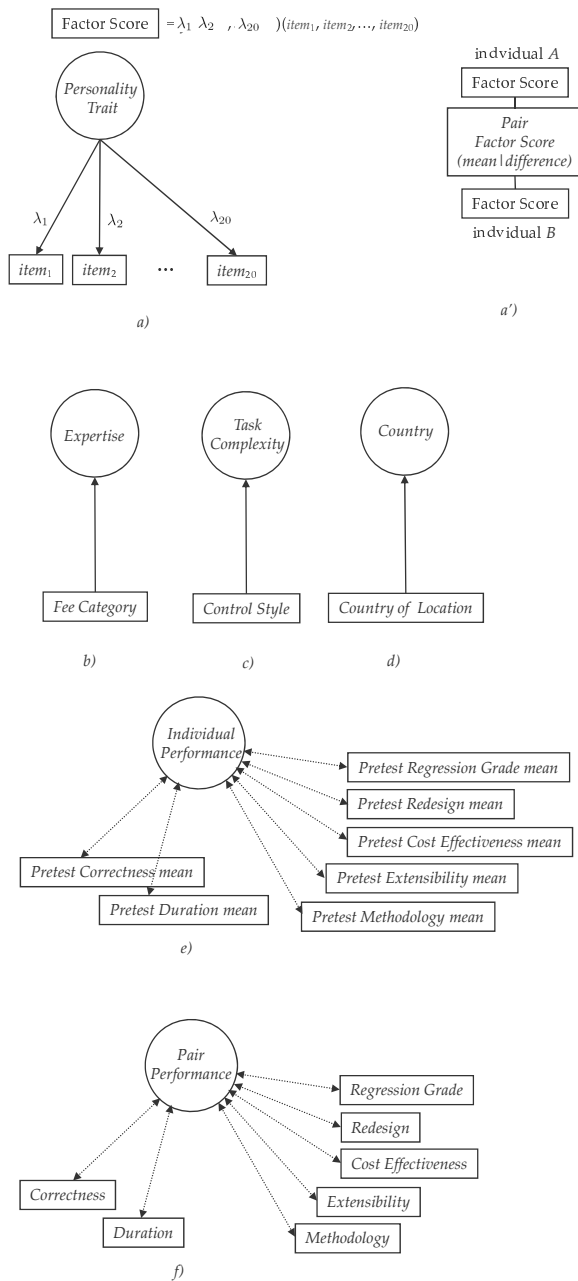 Factor Score = λ1 λ2 , . λ20 )(item1, item2, ..., item20)
Personality
Trait
λ1
λ2
λ20
item1
item2
...
item20
a)
indvidual A
Factor Score
Pair
Factor Score
(mean|difference)
Factor Score
indvidual B
a')
Expertise
Fee Category
b)
Task
Complexity
Control Style
c)
Country
Country of Location
d)
Individual
Performance
Pretest Regression Grade mean
Pretest Redesign mean
Pretest Cost Effectiveness mean
Pretest Correctness mean
Pretest Extensibility mean
Pretest Duration mean
Pretest Methodology mean
e)
Pair
Performance
Regression Grade
Redesign
Cost Effectiveness
Correctness
Extensibility
Duration
Methodology
f)